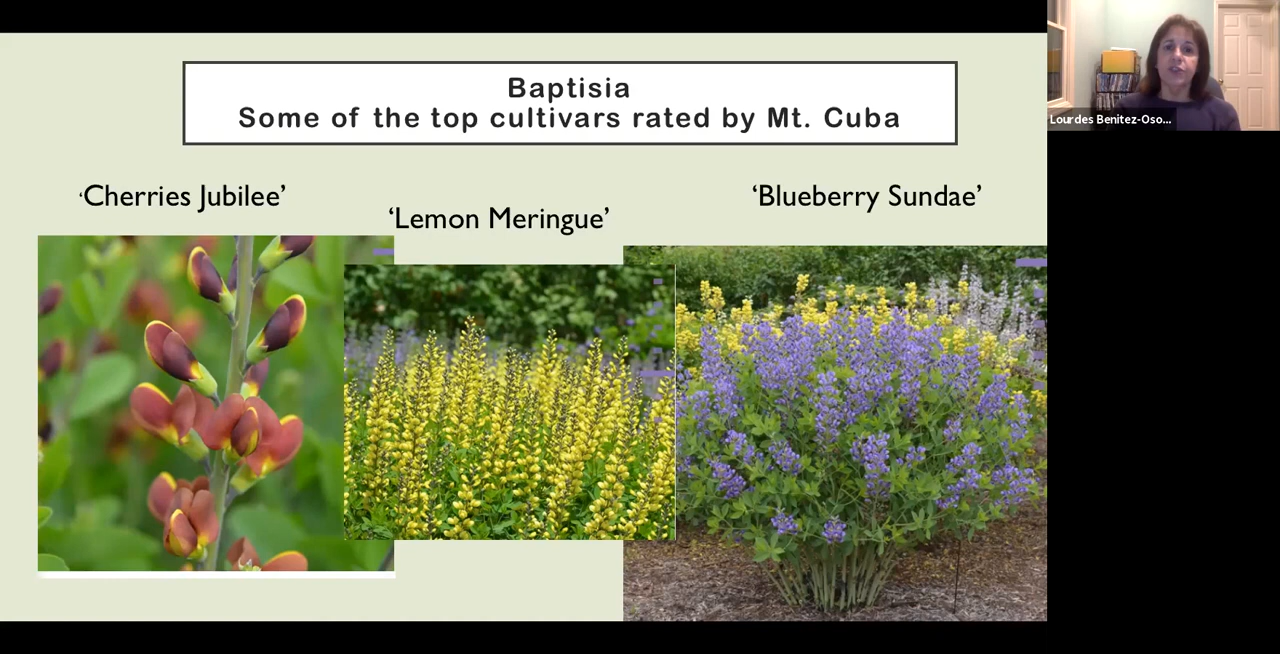 Baptisia
Some of the top cultivars rated by Mt. Cuba
‘Cherries Jubilee’
‘Lemon Meringue’
‘Blueberry Sundae’
Lourdes Benitez-Oso...